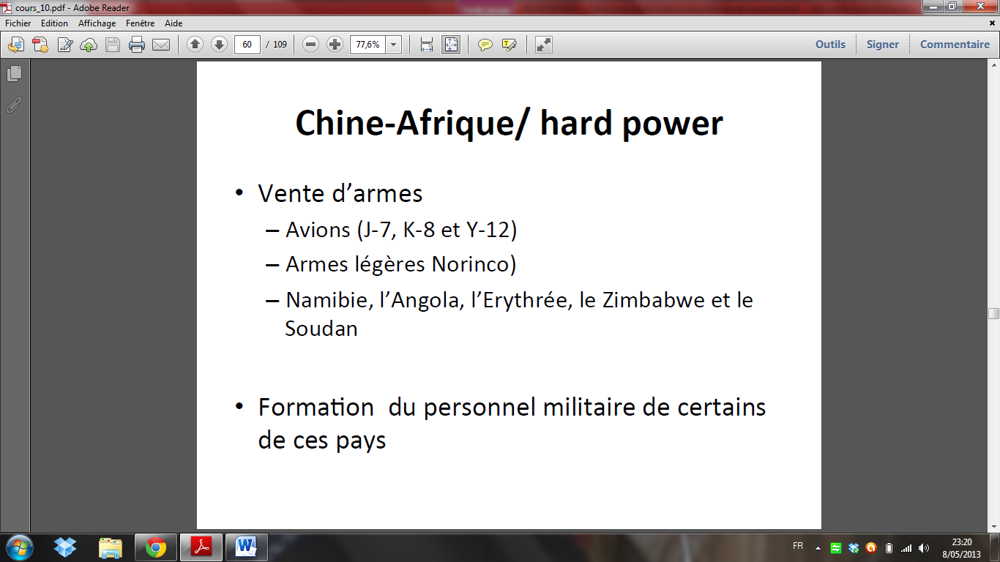 cours_10.pdf - Adobe Reader
Fichier Edition Affichage Fenêtre Aide
60 / 109 77,6% Outils Signer Commentaire
Chine-Afrique/ hard power
• Vente d’armes
– Avions (J-7, K-8 et Y-12)
– Armes légères Norinco)
– Namibie, l’Angola, l’Erythrée, le Zimbabwe et le
Soudan
• Formation du personnel militaire de certains
de ces pays
FR
23:20
8/05/2013